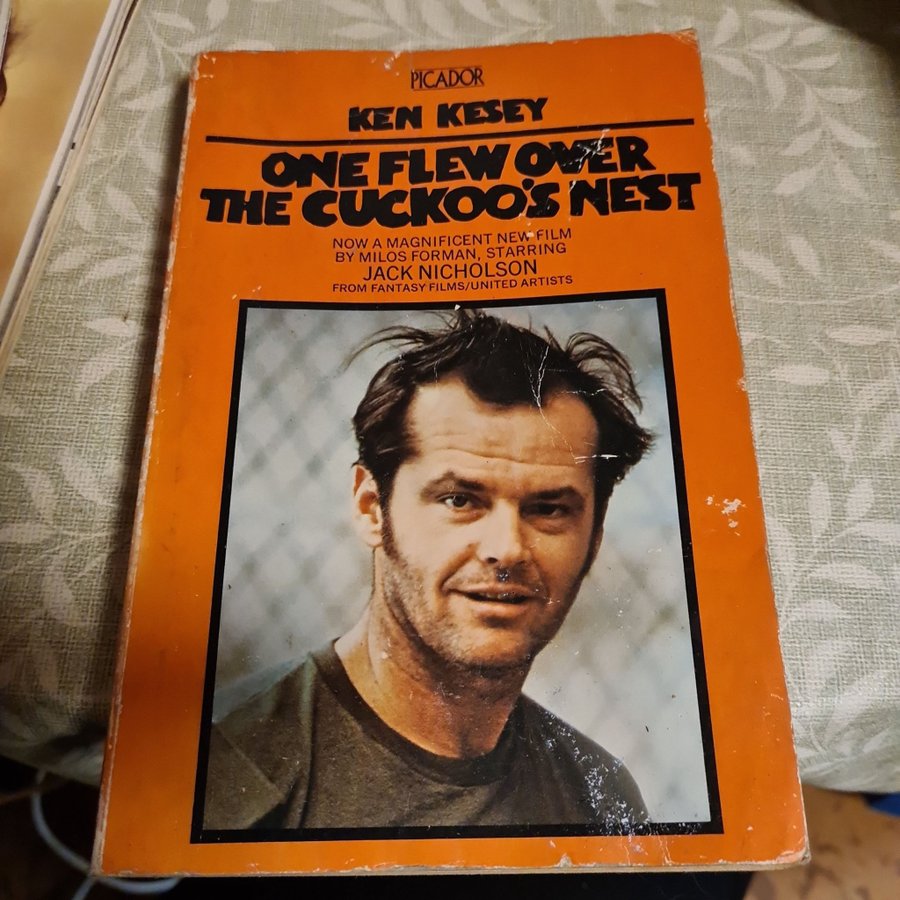 PICADOR
KEN KESEY
ONE FLEW OVER
THE CUCKOO'S NEST
NOW A MAGNIFICENT NEW FILM
BY MILOS FORMAN, STARRING
JACK NICHOLSON
FROM FANTASY FILMS/UNITED ARTISTS